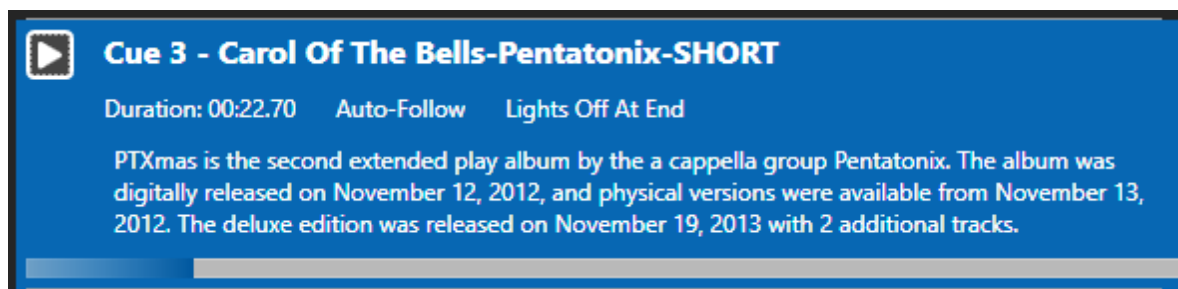 Cue 3 - Carol Of The Bells-Pentatonix-SHORT
Duration: 00:22.70 Auto-Follow Lights Off At End
PTXmas is the second extended play album by the a cappella group Pentatonix. The album was
digitally released on November 12, 2012, and physical versions were available from November 13,
2012. The deluxe edition was released on November 19, 2013 with 2 additional tracks.